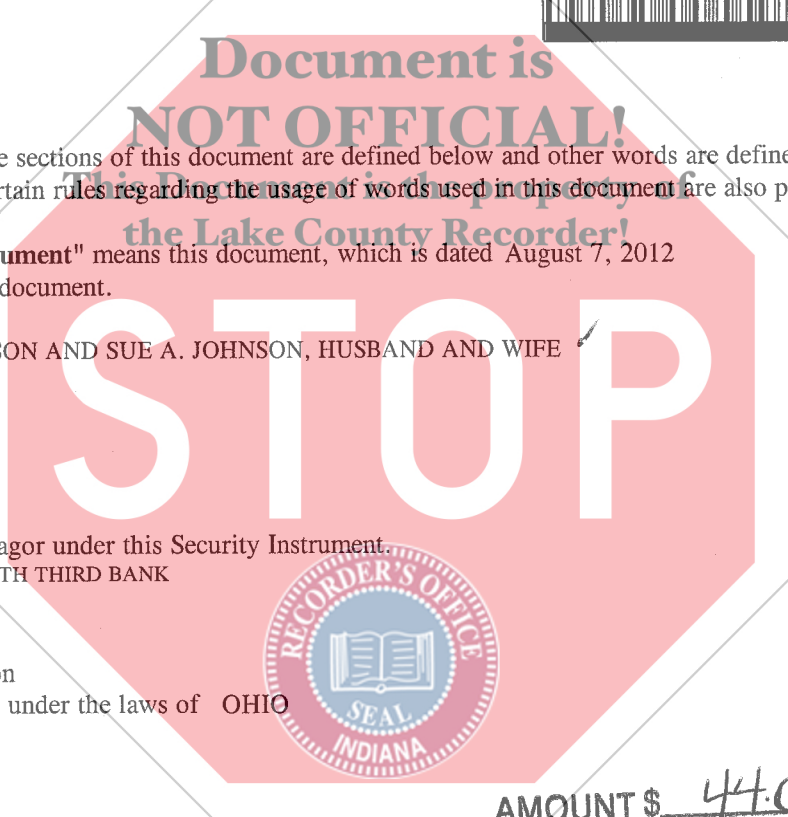 Document is
NOT OFFICIAL!
e sections of this document are defined below and other words are define
This Document is the property of
rtain rules regarding the usage of words used in this document are also p
the Lake County Recorder!
ument" means this document, which is dated August 7, 2012
document.
SON AND SUE A. JOHNSON, HUSBAND AND WIFE
STOP
agor under this Security Instrument.
TH THIRD BANK
RECORDER'S OFFICE
SEAL
INDIANA
on
under the laws of OHIO
AMOUNT $ 44.0